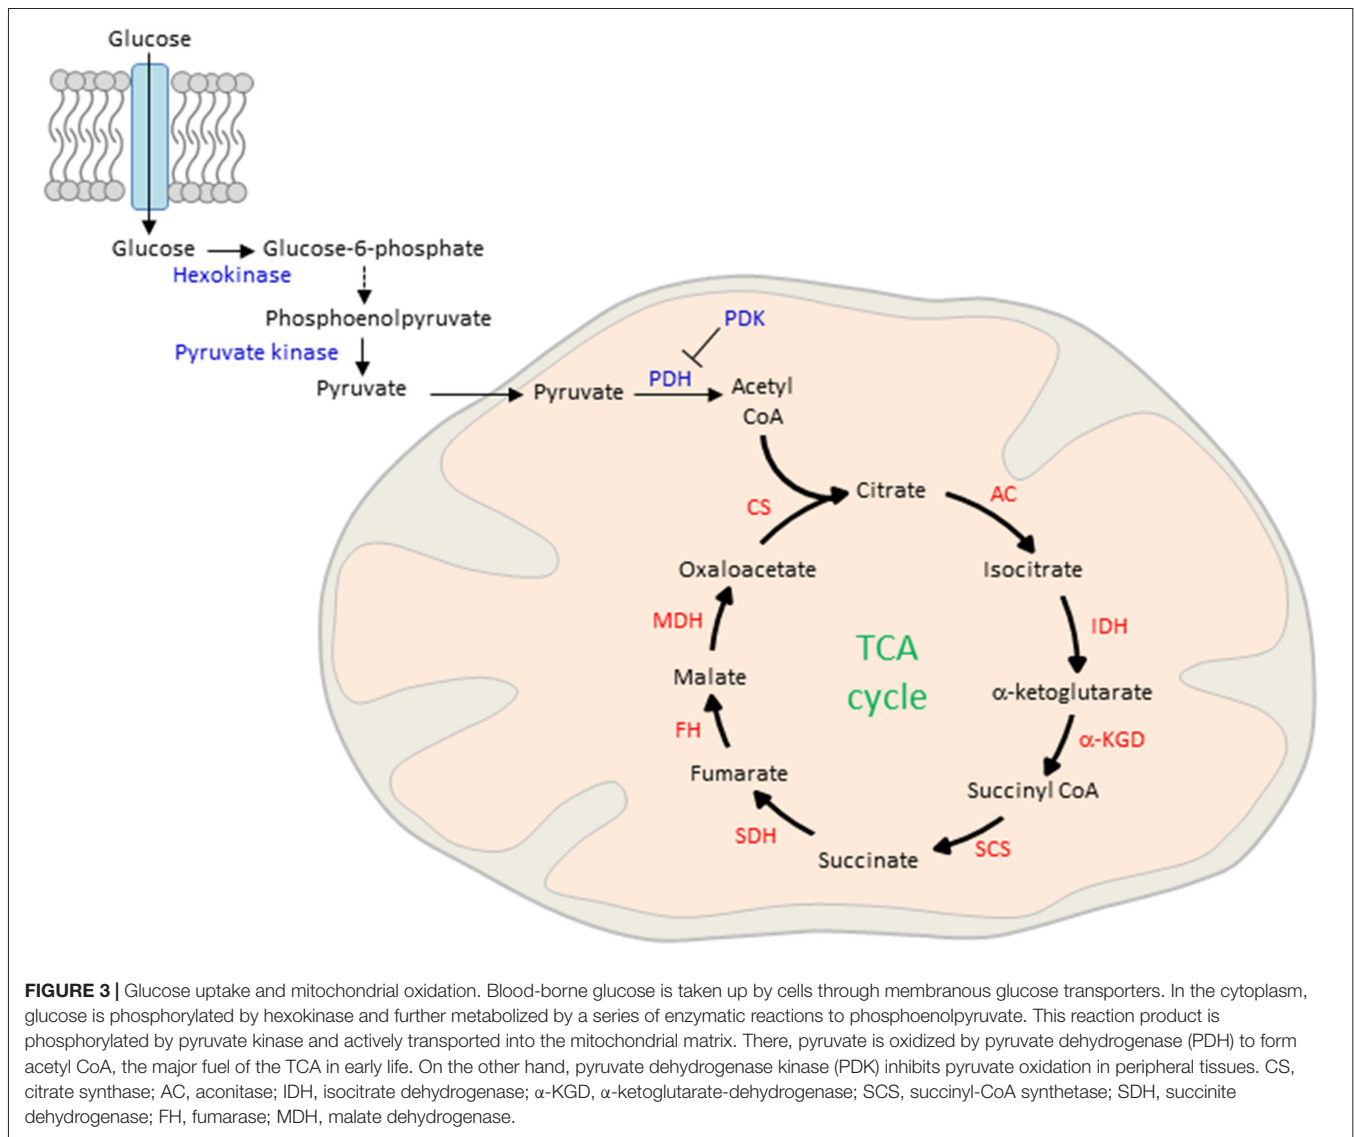 Glucose
Glucose
Glucose-6-phosphate
Hexokinase
Phosphoenolpyruvate
Pyruvate kinase
Pyruvate
Pyruvate
PDH
PDK
Acetyl
CoA
Citrate
AC
CS
Oxaloacetate
Isocitrate
MDH
IDH
TCA
cycle
Malate
α-ketoglutarate
FH
α-KGD
Fumarate
Succinyl CoA
SDH
SCS
Succinate
FIGURE 3 | Glucose uptake and mitochondrial oxidation. Blood-borne glucose is taken up by cells through membranous glucose transporters. In the cytoplasm,
glucose is phosphorylated by hexokinase and further metabolized by a series of enzymatic reactions to phosphoenolpyruvate. This reaction product is
phosphorylated by pyruvate kinase and actively transported into the mitochondrial matrix. There, pyruvate is oxidized by pyruvate dehydrogenase (PDH) to form
acetyl CoA, the major fuel of the TCA in early life. On the other hand, pyruvate dehydrogenase kinase (PDK) inhibits pyruvate oxidation in peripheral tissues. CS,
citrate synthase; AC, aconitase; IDH, isocitrate dehydrogenase; α-KGD, α-ketoglutarate-dehydrogenase; SCS, succinyl-CoA synthetase; SDH, succinite
dehydrogenase; FH, fumarase; MDH, malate dehydrogenase.